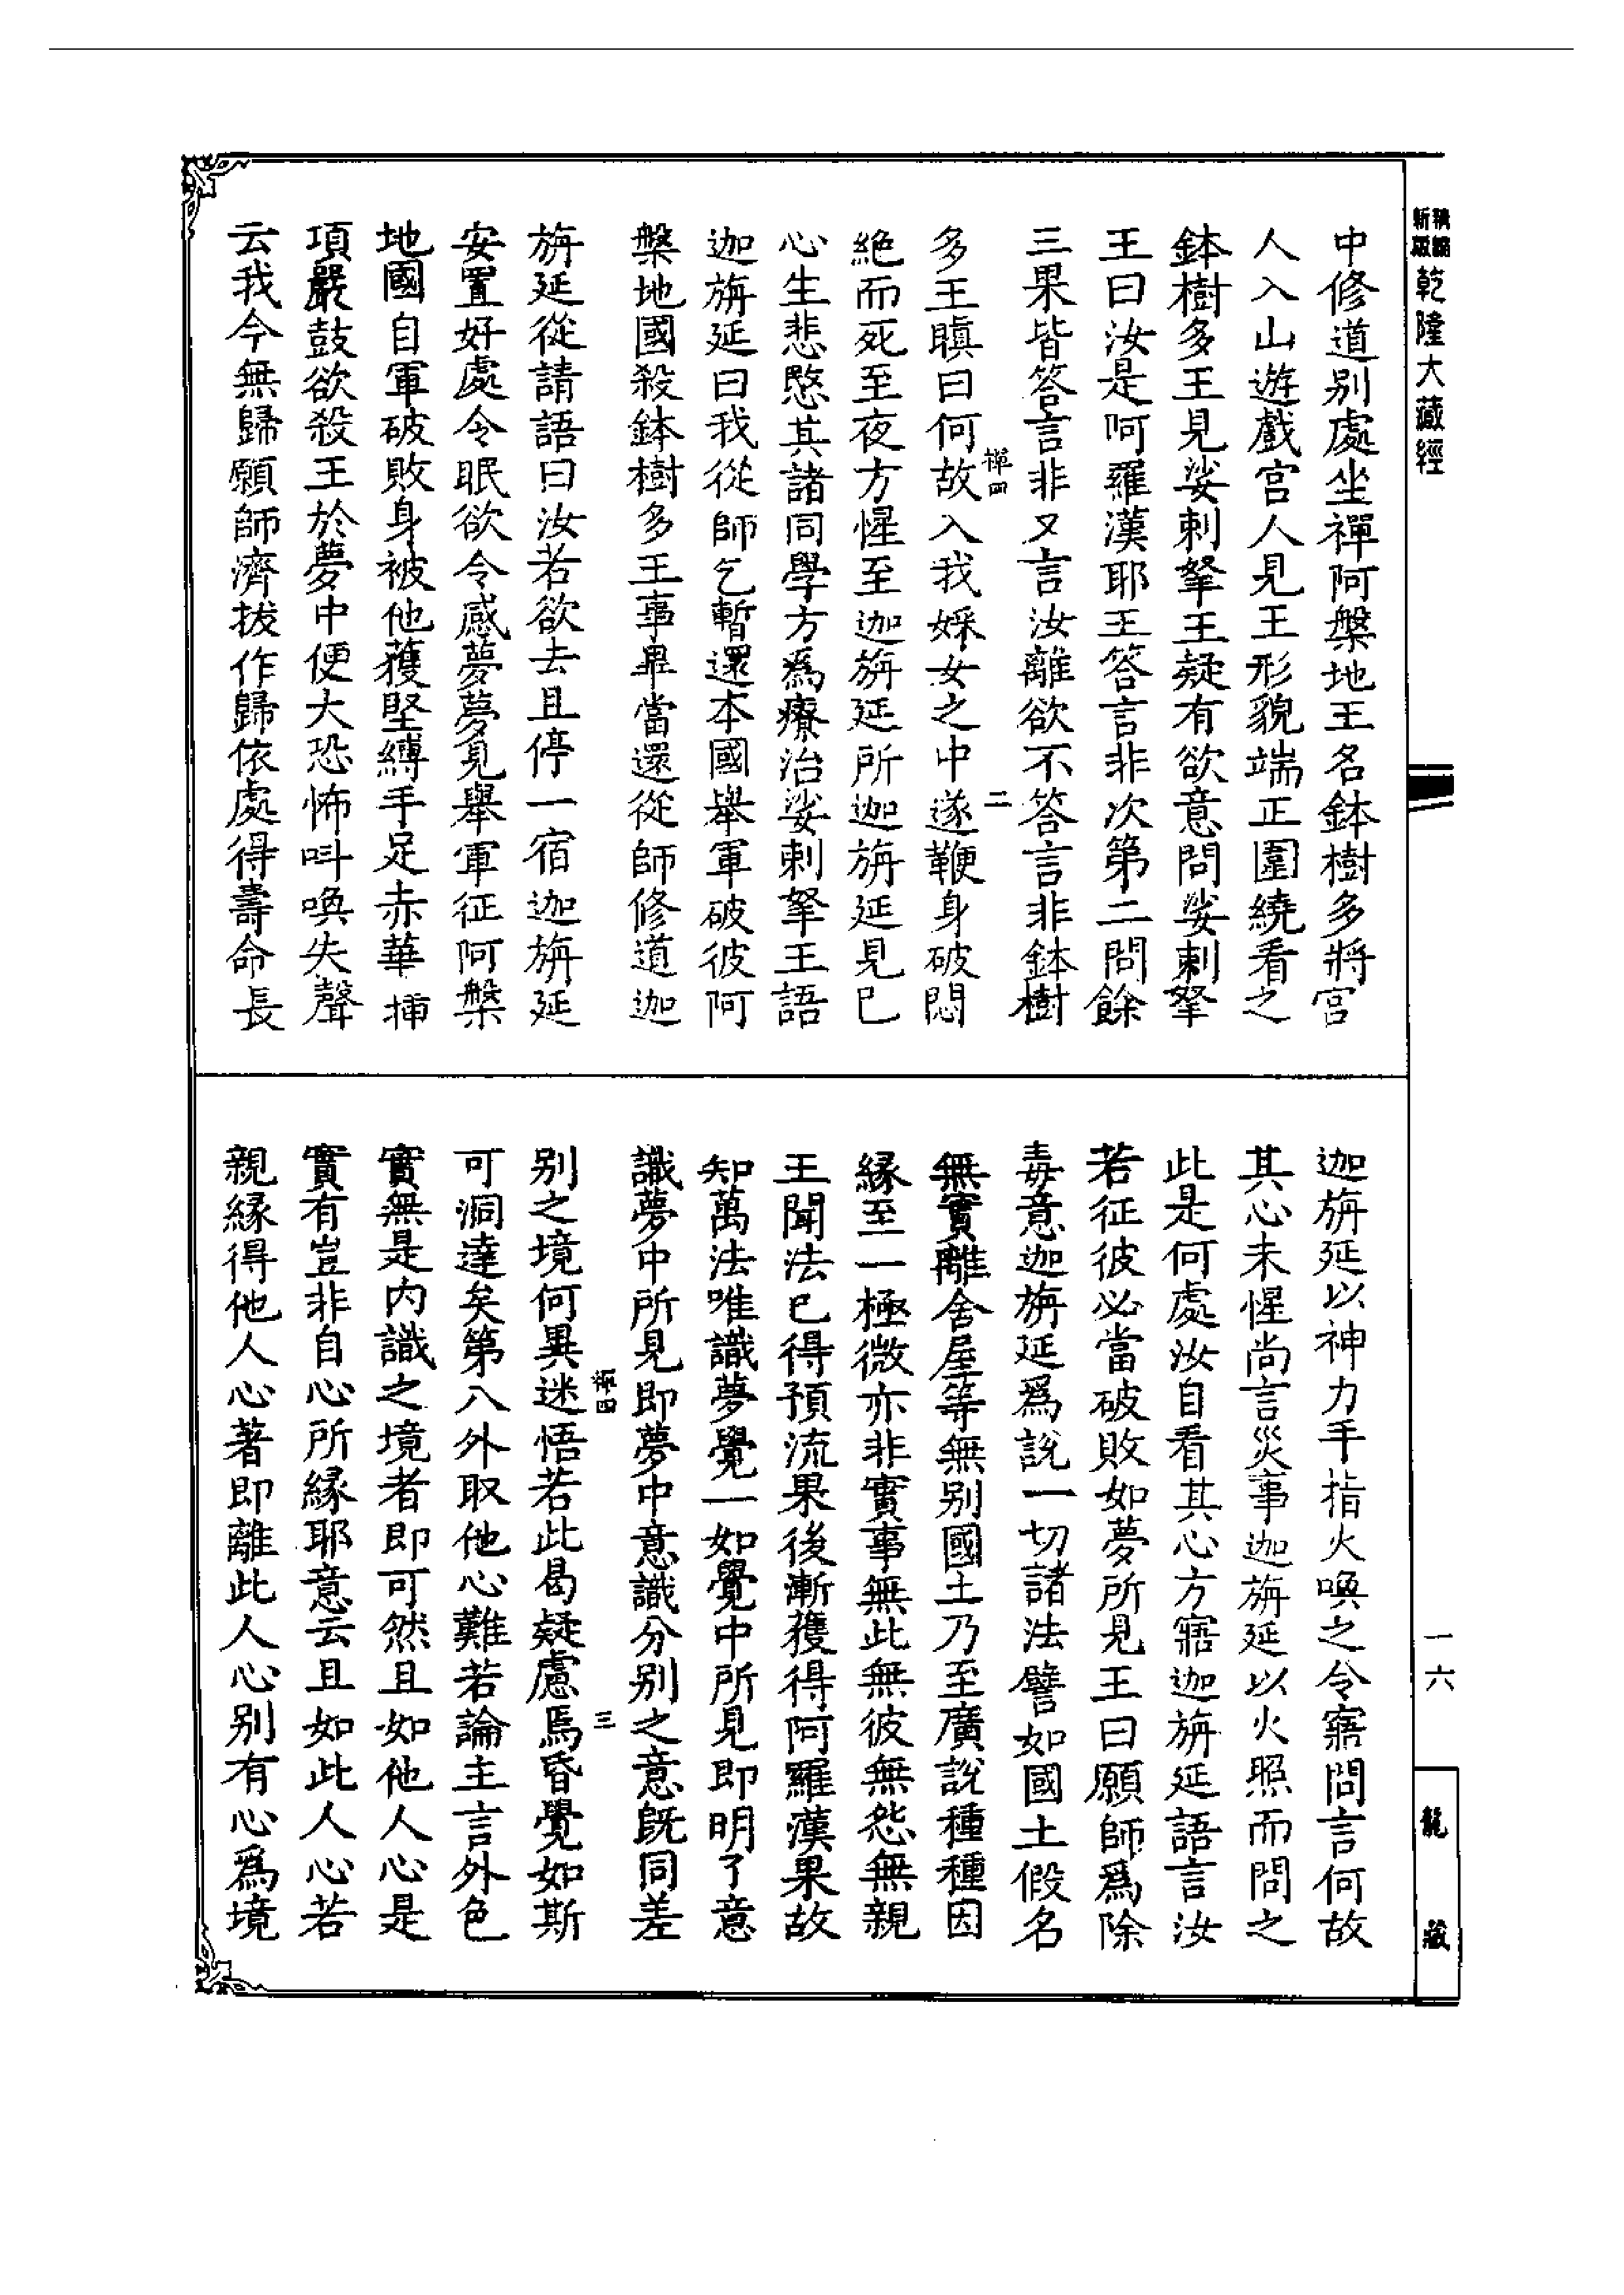 新編縮版乾隆大藏經
中修道別處坐禪阿槃地王名鉢樹多將宮
人入山遊戲宮人見王形貌端正圍繞看之
鉢樹多王見娑剌拏王疑有欲意問娑剌拏
王曰汝是阿羅漢耶王答言非次第二問餘
三果皆答言非又言汝離欲不答言非鉢樹
禪四
二
多王瞋曰何故入我婇女之中遂鞭身破悶
絕而死至夜方惺至迦旃延所迦旃延見已
心生悲愍其諸同學方爲療治娑剌拏王語
迦旃延曰我從師乞暫還本國舉軍破彼阿
槃地國殺鉢樹多王事畢當還從師修道迦
旃延從請語曰汝若欲去且停一宿迦旃延
安置好處令眠欲令感夢夢見舉軍征阿槃
地國自軍破敗身被他獲堅縛手足赤華插
項嚴鼓欲殺王於夢中便大恐怖叫喚失聲
云我今無歸願師濟拔作歸依處得壽命長
迦旃延以神力手指火喚之令寤問言何故
其心未惺尚言災事迦旃延以火照而問之
此是何處汝自看其心方寤迦旃延語言汝
若征彼必當破敗如夢所見王曰願師爲除
毒意迦旃延爲說一切諸法譬如國土假名
無實離舍屋等無別國土乃至廣說種種因
緣至一極微亦非實事無此無彼無怨無親
王聞法已得預流果後漸獲得阿羅漢果故
知萬法唯識夢覺一如覺中所見即明了意
識夢中所見即夢中意識分別之意旣同差
禪四
三
別之境何異迷悟若此曷疑慮焉昏覺如斯
可洞達矣第八外取他心難若論主言外色
實無是內識之境者即可然且如他人心是
實有豈非自心所緣耶意云且如此人心若
親緣得他人心著即離此人心別有心爲境
一六
龍藏